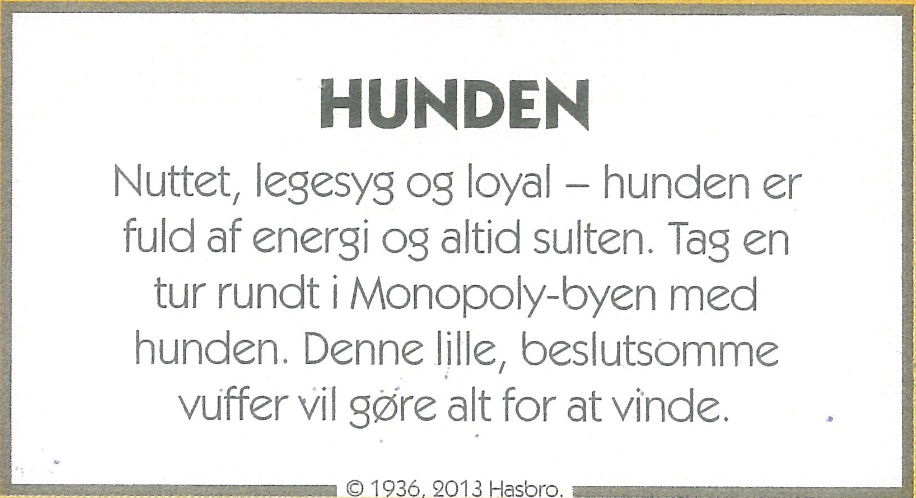 HUNDEN
Nuttet, legesyg og loyal – hunden er
fuld af energi og altid sulten. Tag en
tur rundt i Monopoly-byen med
hunden. Denne lille, beslutsomme
vuffer vil gøre alt for at vinde.
© 1936, 2013 Hasbro.